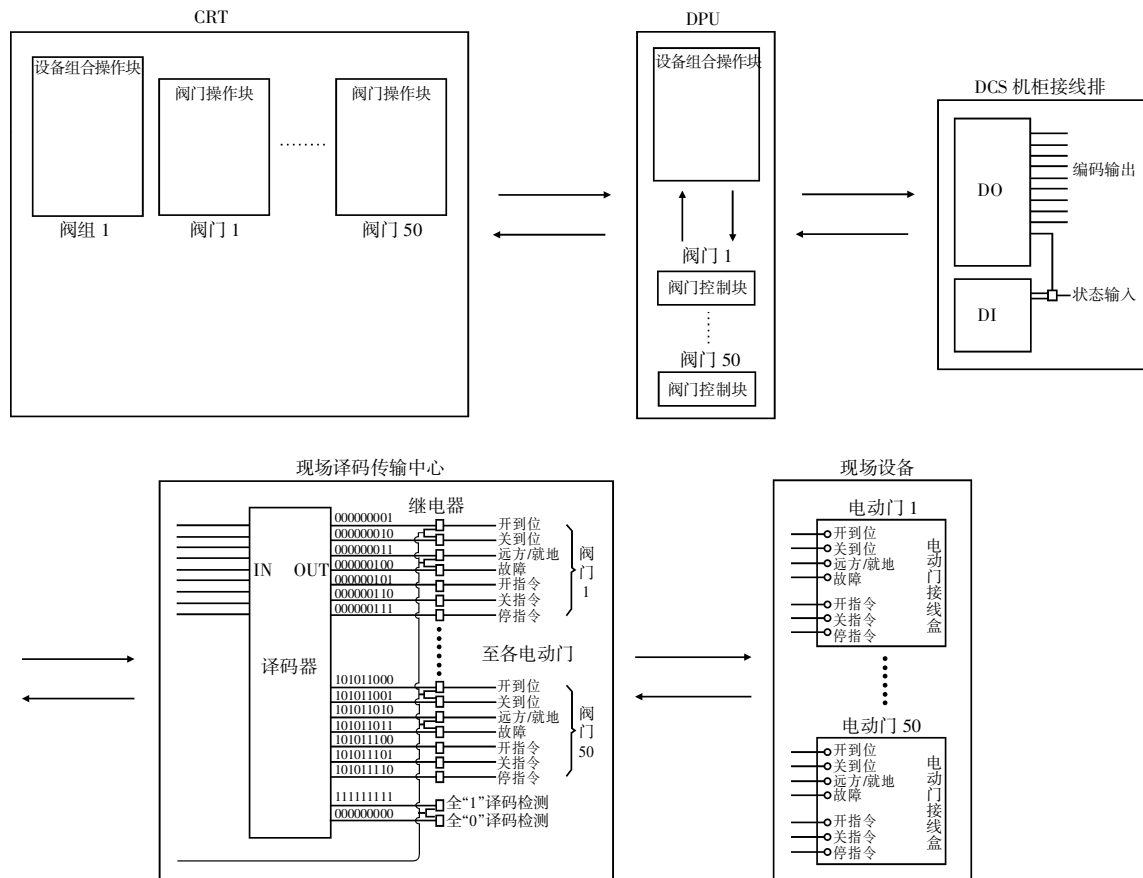 CRT
设备组合操作块
阀门操作块
········
阀门操作块
阀组 1
阀门 1
阀门 50
DPU
设备组合操作块
阀门 1
阀门控制块
阀门 50
阀门控制块
DCS 机柜接线排
DO
编码输出
DI
状态输入
现场译码传输中心
IN
OUT
译码器
继电器
000000001
开到位
000000010
关到位
000000011
远方/就地
000000100
故障
000000101
开指令
000000110
关指令
000000111
停指令
阀门 1
至各电动门
101011000
开到位
101011001
关到位
101011010
远方/就地
101011011
故障
101011100
开指令
101011101
关指令
101011110
停指令
阀门 50
111111111
全“1”译码检测
000000000
全“0”译码检测
现场设备
电动门 1
开到位
关到位
远方/就地
故障
开指令
关指令
停指令
电动门接线盒
电动门 50
开到位
关到位
远方/就地
故障
开指令
关指令
停指令
电动门接线盒